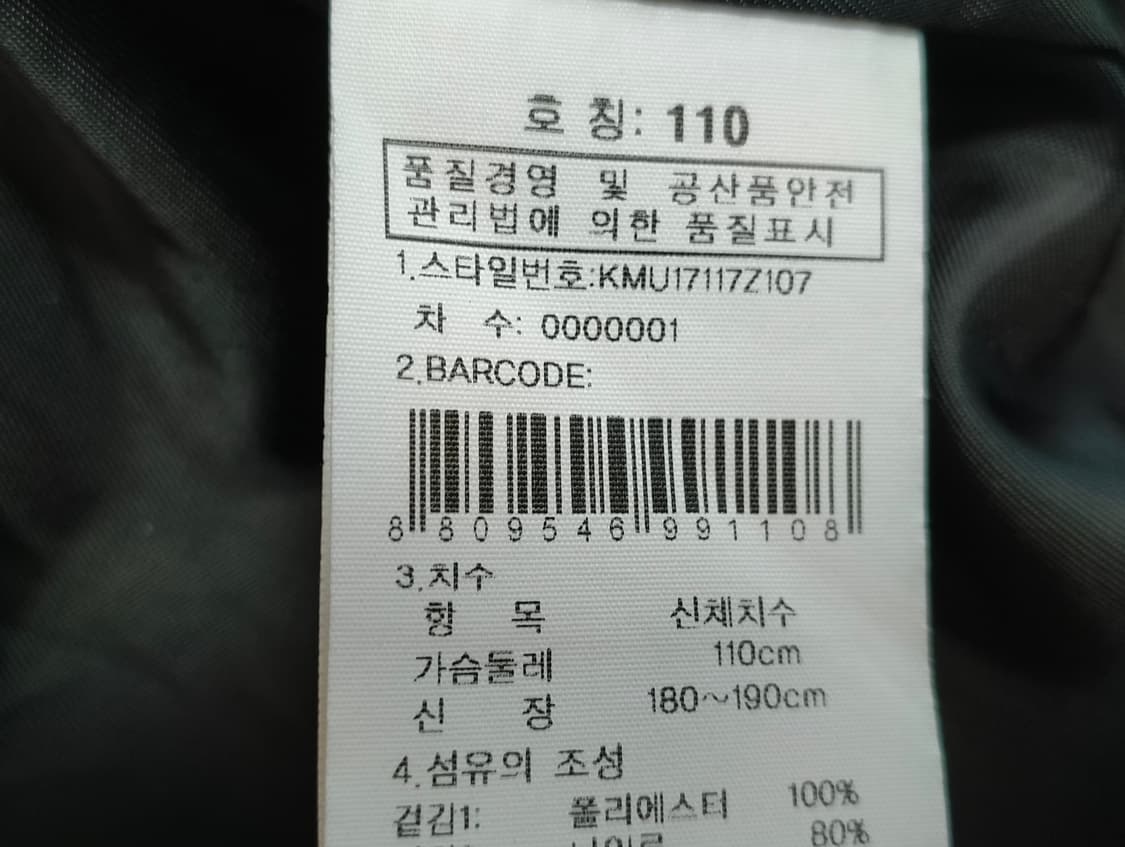 호 칭: 110
품질경영 및 공산품안전
관리법에 의한 품질표시
1.스타일번호:KMU17117Z107
차 수: 0000001
2.BARCODE:
8 809546 991108
3.치수
항 목 신체치수
가슴둘레 110cm
신 장 180~190cm
4.섬유의 조성
겉감1: 폴리에스터 100%
80%